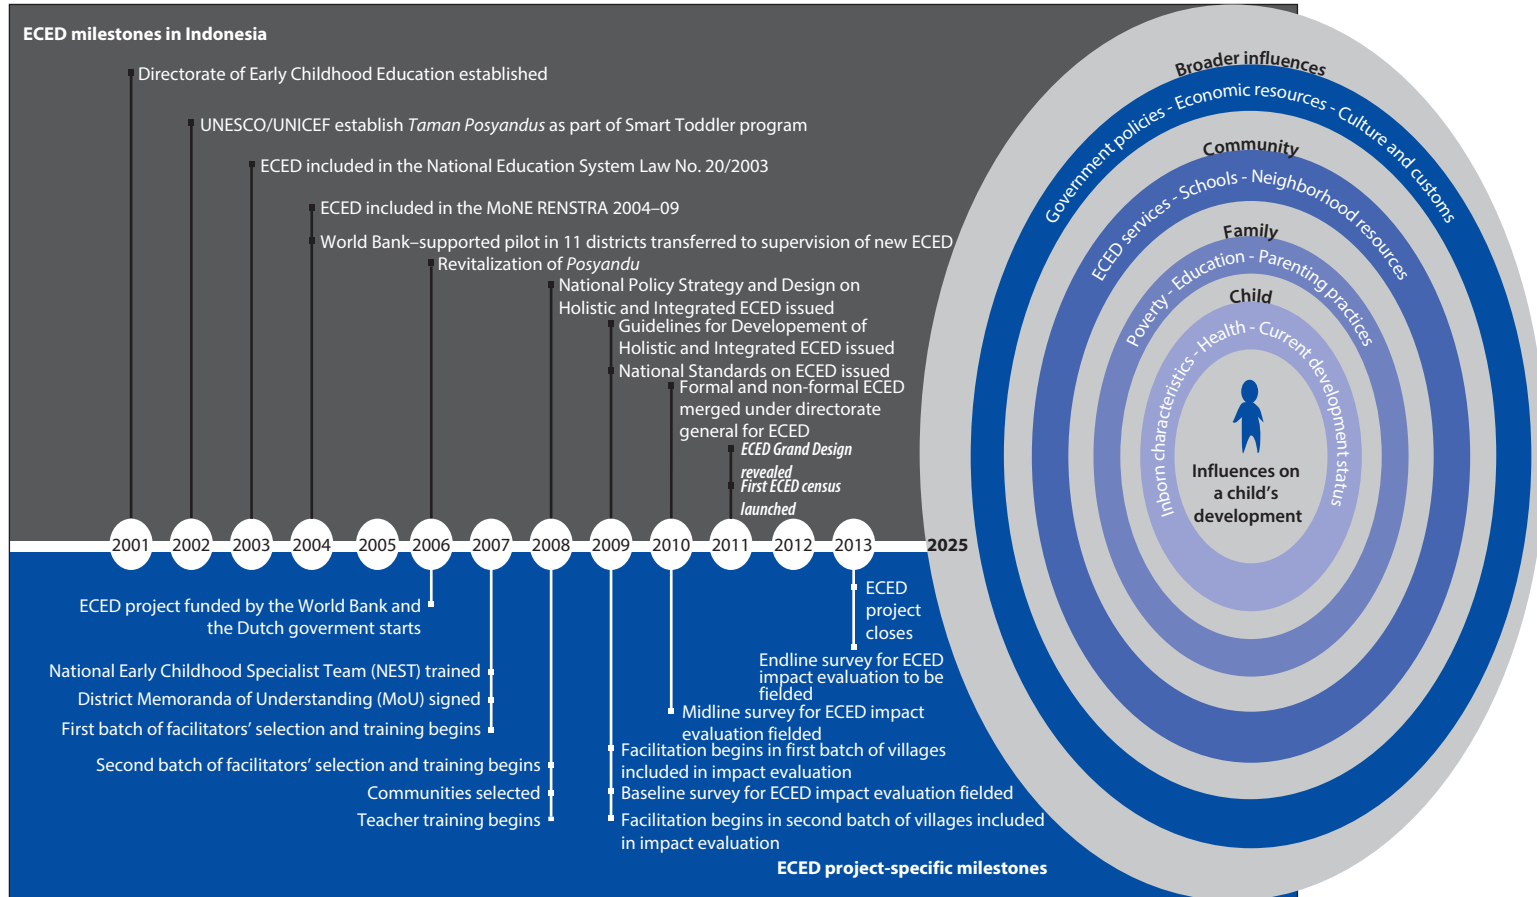 ECED milestones in Indonesia
Directorate of Early Childhood Education established
UNESCO/UNICEF establish Taman Posyandus as part of Smart Toddler program
ECED included in the National Education System Law No. 20/2003
ECED included in the MoNE RENSTRA 2004–09
World Bank–supported pilot in 11 districts transferred to supervision of new ECED
Revitalization of Posyandu
National Policy Strategy and Design on
Holistic and Integrated ECED issued
Guidelines for Developement of
Holistic and Integrated ECED issued
National Standards on ECED issued
Formal and non-formal ECED
merged under directorate
general for ECED
ECED Grand Design
revealed
First ECED census
launched
2001 2002 2003 2004 2005 2006 2007 2008 2009 2010 2011 2012 2013 2025
ECED project funded by the World Bank and
the Dutch goverment starts
National Early Childhood Specialist Team (NEST) trained
District Memoranda of Understanding (MoU) signed
First batch of facilitators’ selection and training begins
Second batch of facilitators’ selection and training begins
Communities selected
Teacher training begins
ECED
project
closes
Endline survey for ECED
impact evaluation to be
fielded
Midline survey for ECED impact
evaluation fielded
Facilitation begins in first batch of villages
included in impact evaluation
Baseline survey for ECED impact evaluation fielded
Facilitation begins in second batch of villages included
in impact evaluation
ECED project-specific milestones
Broader influences
Government policies - Economic resources - Culture and customs
Community
ECED services - Schools - Neighborhood resources
Family
Poverty - Education - Parenting practices
Child
Inborn characteristics - Health - Current development status
Influences on
a child’s
development